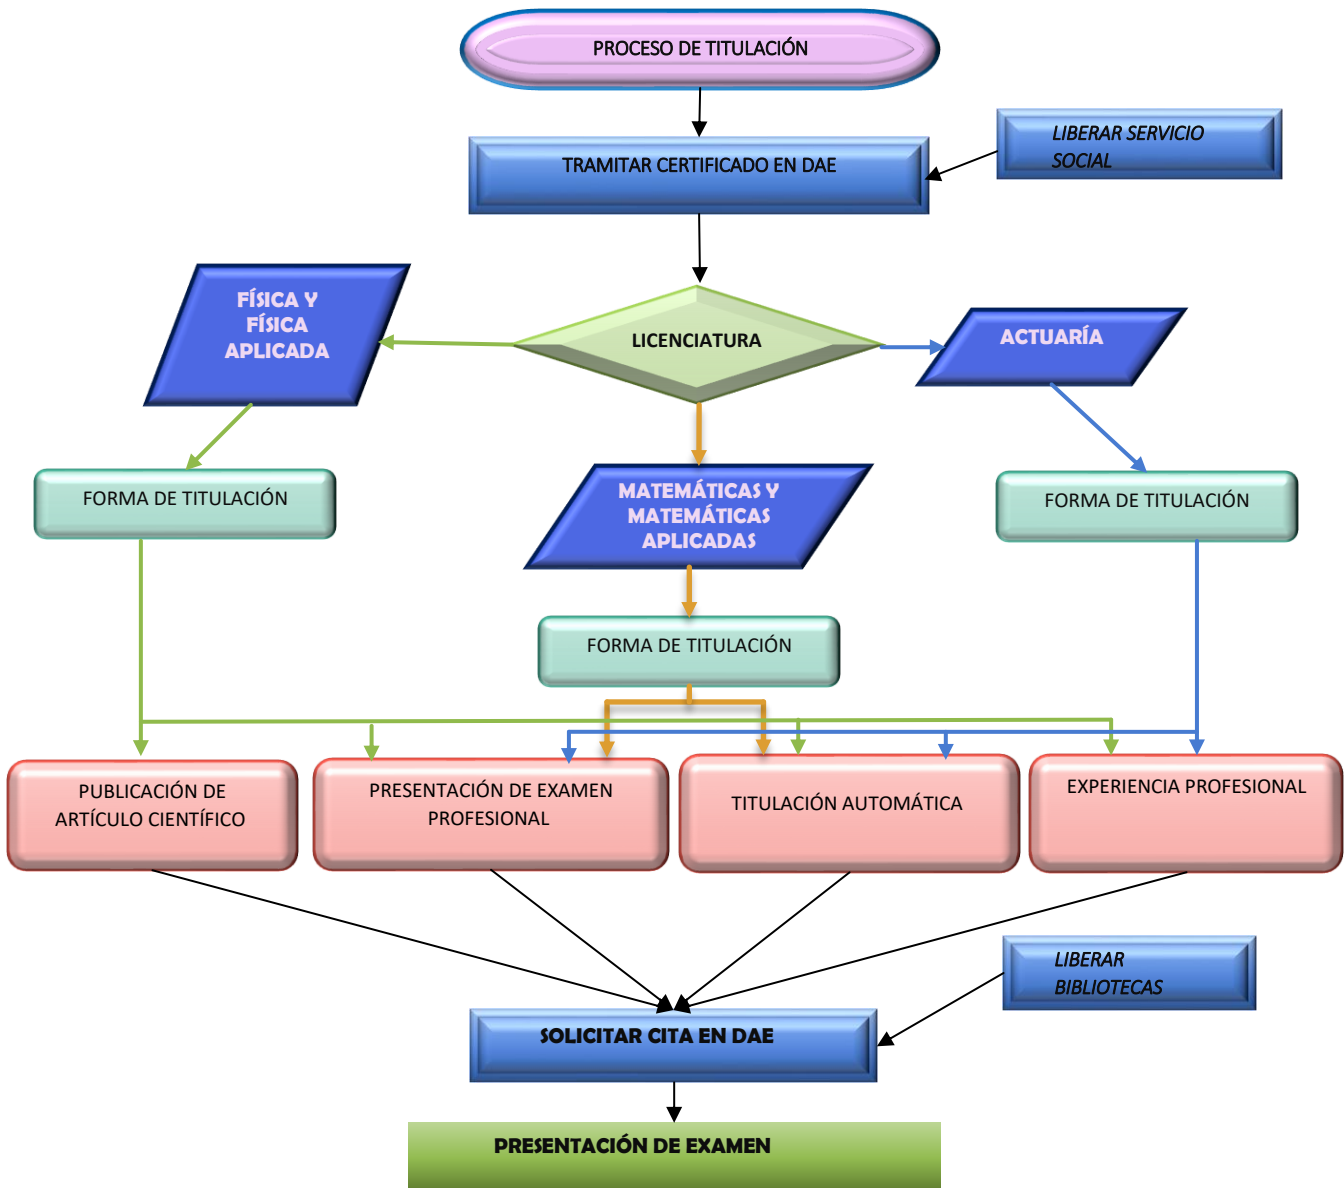 PROCESO DE TITULACIÓN
TRAMITAR CERTIFICADO EN DAE
LIBERAR SERVICIO
SOCIAL
FÍSICA Y
FÍSICA
APLICADA
LICENCIATURA
ACTUARÍA
FORMA DE TITULACIÓN
MATEMÁTICAS Y
MATEMÁTICAS
APLICADAS
FORMA DE TITULACIÓN
FORMA DE TITULACIÓN
PUBLICACIÓN DE
ARTÍCULO CIENTÍFICO
PRESENTACIÓN DE EXAMEN
PROFESIONAL
TITULACIÓN AUTOMÁTICA
EXPERIENCIA PROFESIONAL
LIBERAR
BIBLIOTECAS
SOLICITAR CITA EN DAE
PRESENTACIÓN DE EXAMEN